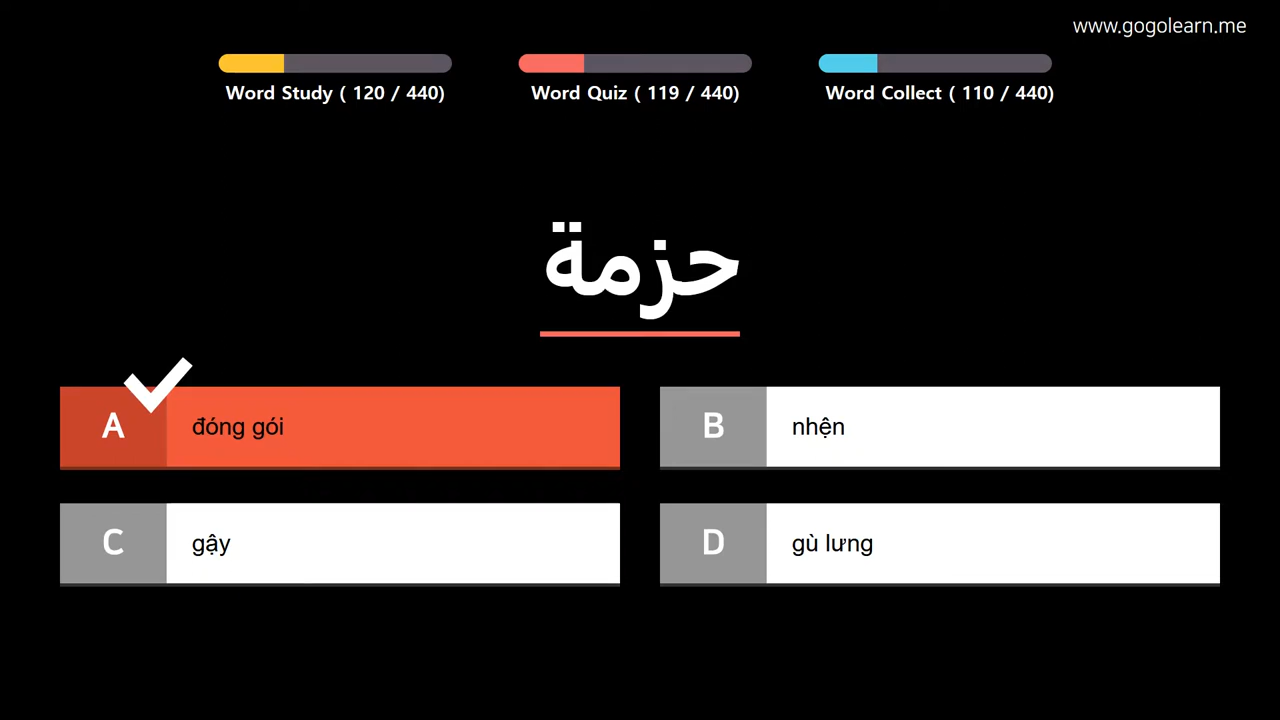 www.gogolearn.me
Word Study ( 120 / 440)
Word Quiz ( 119 / 440)
Word Collect ( 110 / 440)
حزمة
A đóng gói
B nhện
C gậy
D gù lưng